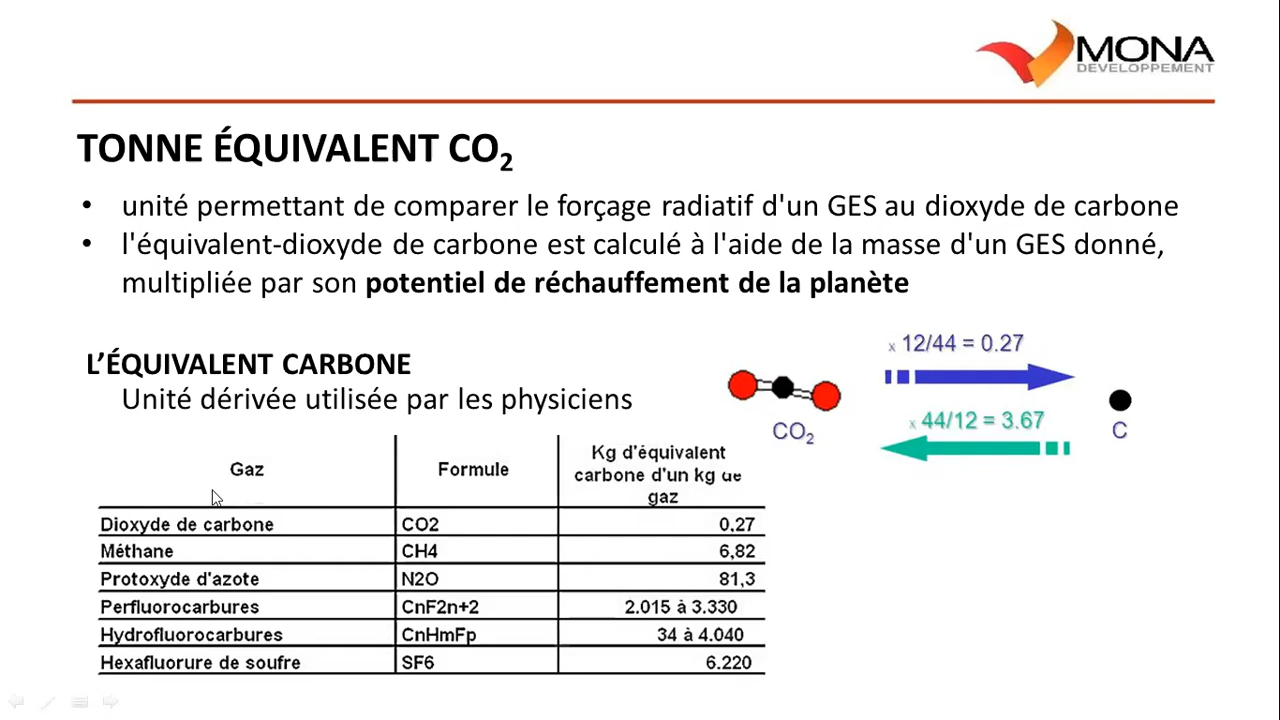 MONA
DEVELOPPEMENT
TONNE ÉQUIVALENT CO₂
• unité permettant de comparer le forçage radiatif d'un GES au dioxyde de carbone
• l'équivalent-dioxyde de carbone est calculé à l'aide de la masse d'un GES donné,
multipliée par son potentiel de réchauffement de la planète
L’ÉQUIVALENT CARBONE
Unité dérivée utilisée par les physiciens
x 12/44 = 0.27
CO₂
x 44/12 = 3.67
C
Gaz Formule Kg d'équivalent
carbone d'un kg de
gaz
Dioxyde de carbone CO2 0,27
Méthane CH4 6,82
Protoxyde d'azote N2O 81,3
Perfluorocarbures CnF2n+2 2.015 à 3.330
Hydrofluorocarbures CnHmFp 34 à 4.040
Hexafluorure de soufre SF6 6.220